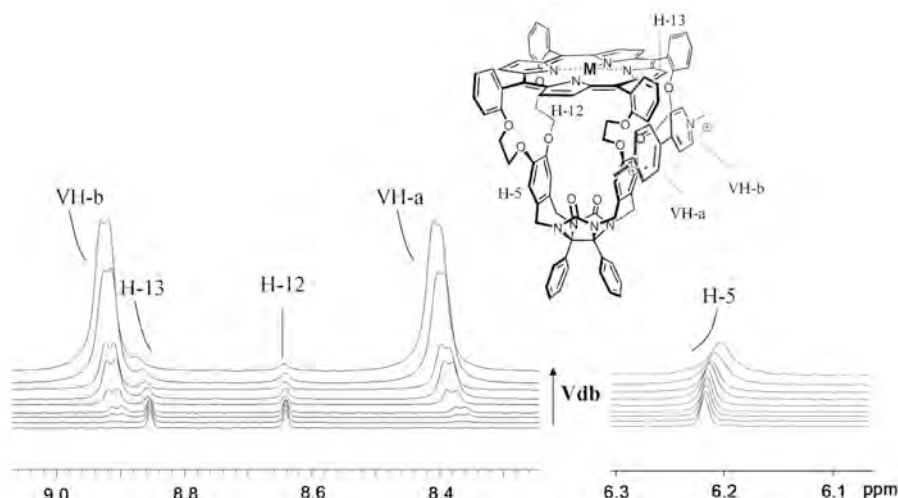 H-13
M
N
N
N
N
O
H-12
O
O
O
O
N
⊕
H-5
O
O
N
N
N
N
VH-a
VH-b
VH-b
H-13
H-12
VH-a
Vdb
H-5
9.0
8.8
8.6
8.4
6.3
6.2
6.1
ppm